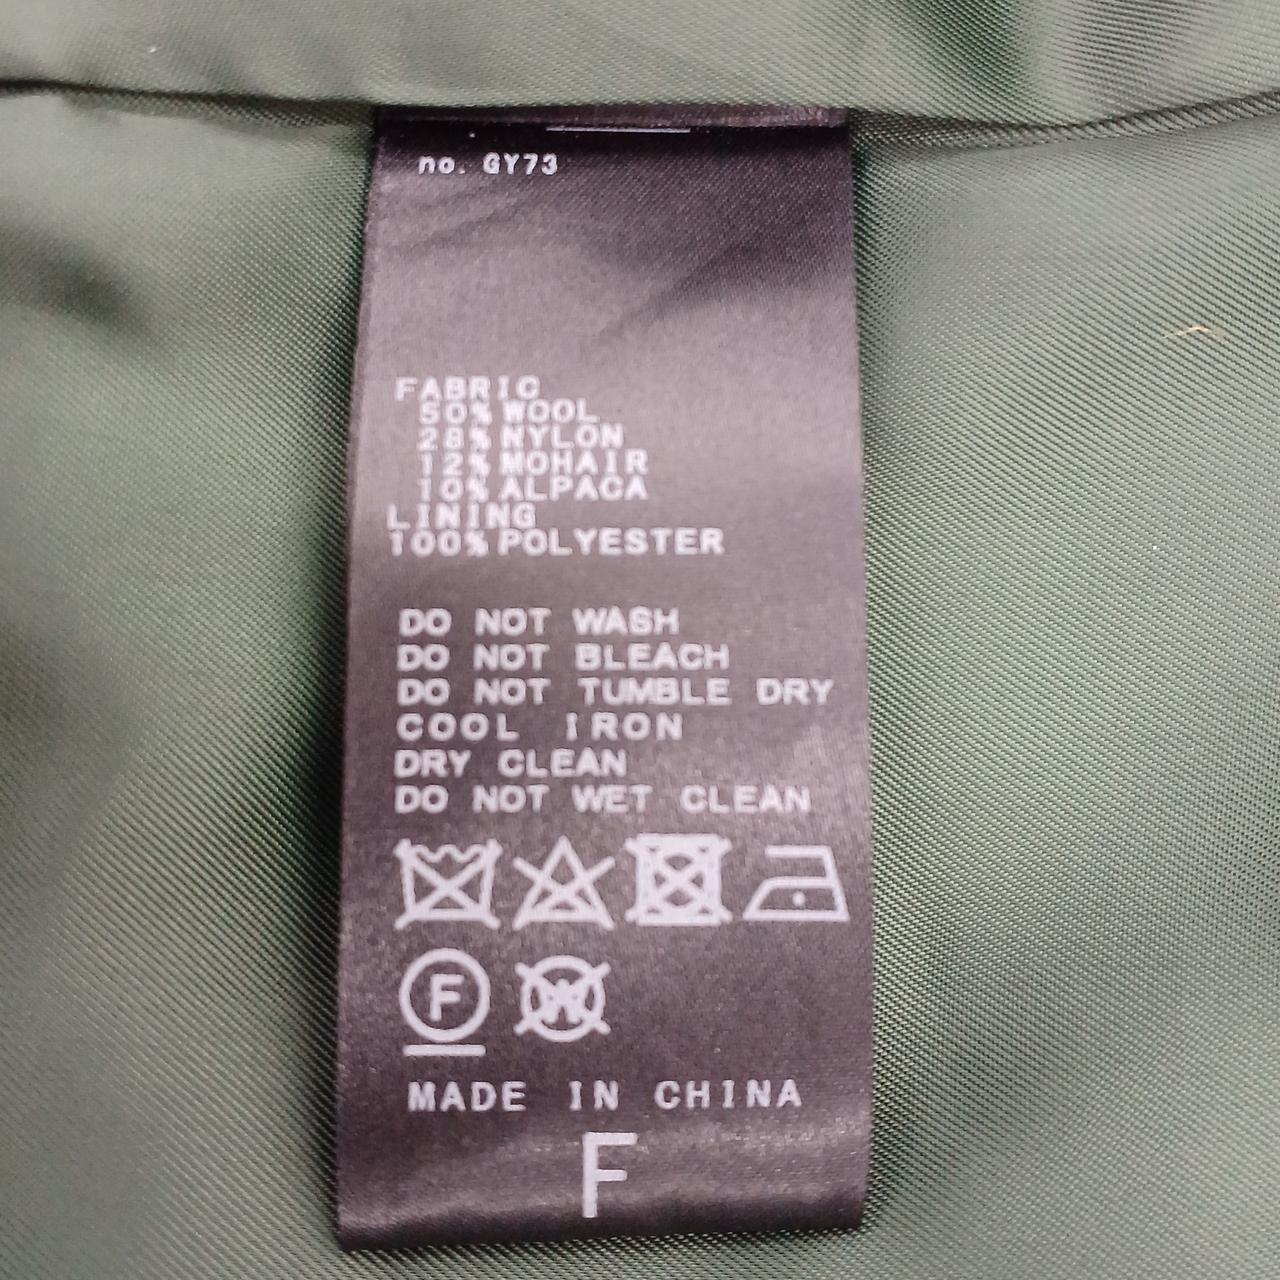 no. GY73
FABRIC
50% WOOL
28% NYLON
12% MOHAIR
10% ALPACA
LINING
100% POLYESTER
DO NOT WASH
DO NOT BLEACH
DO NOT TUMBLE DRY
COOL IRON
DRY CLEAN
DO NOT WET CLEAN
F W
MADE IN CHINA
F